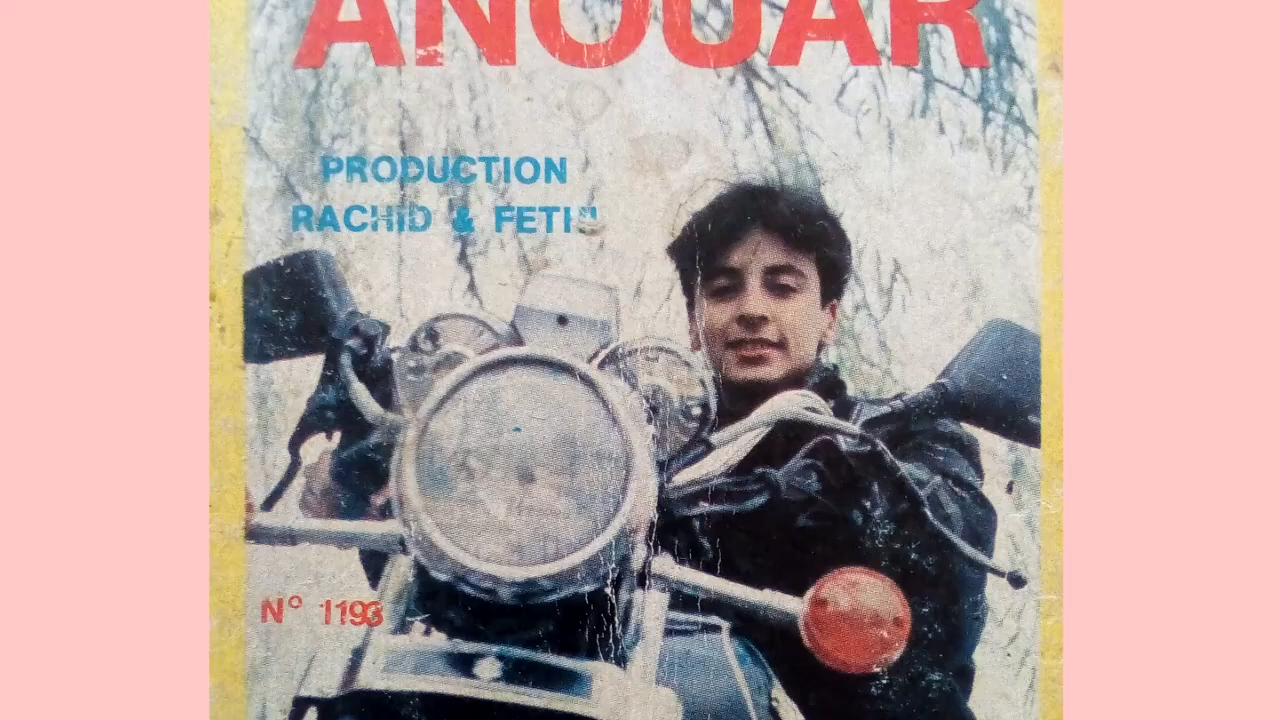 ANOUAR
PRODUCTION
RACHID & FETHI
N° 1193